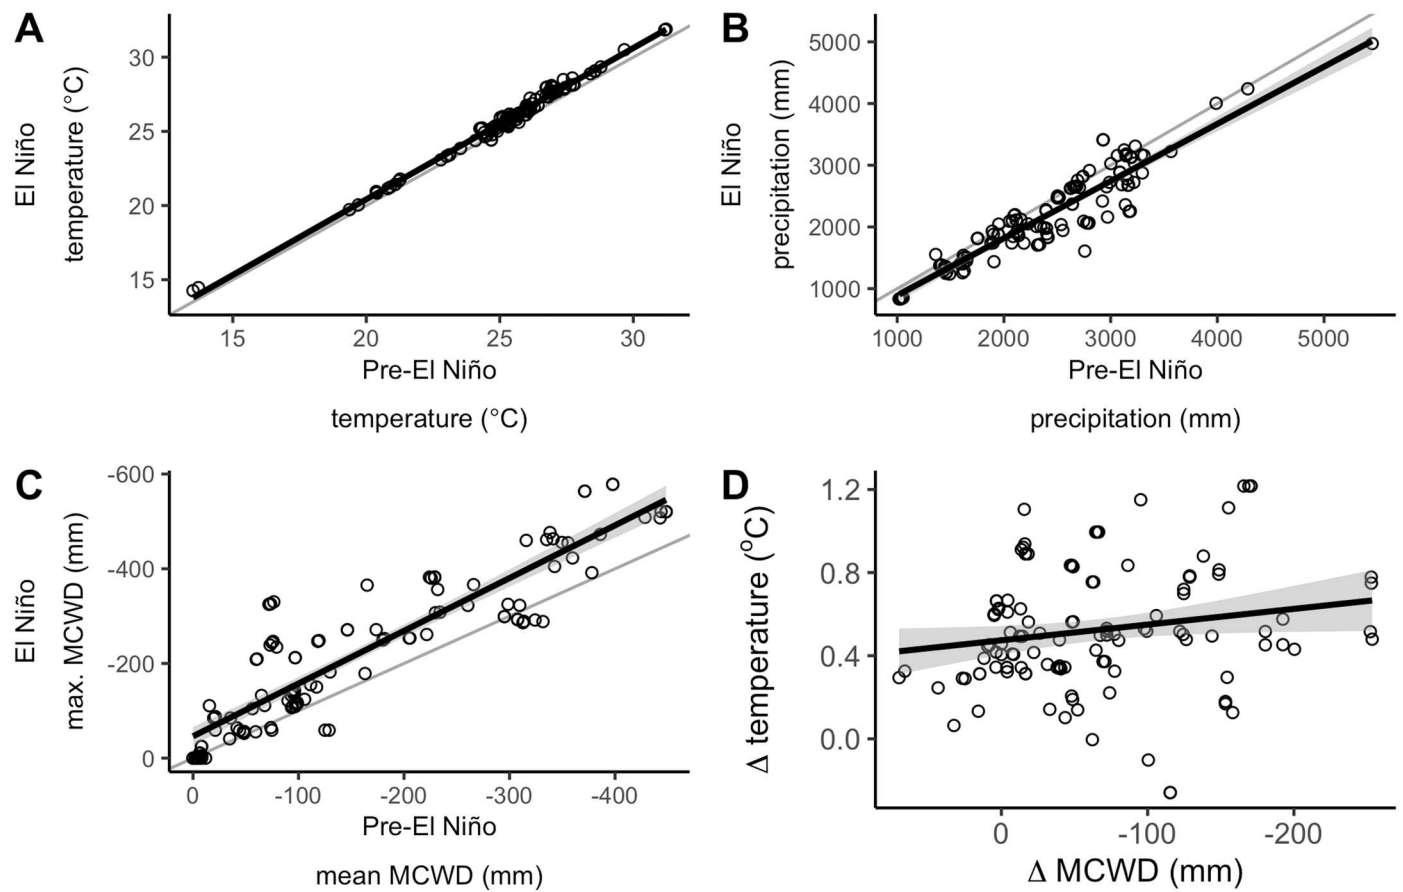 A
El Niño
temperature (°C)
30
25
20
15
15 20 25 30
Pre-El Niño
temperature (°C)
B
El Niño
precipitation (mm)
5000
4000
3000
2000
1000
1000 2000 3000 4000 5000
Pre-El Niño
precipitation (mm)
C
El Niño
max. MCWD (mm)
-600
-400
-200
0
0 -100 -200 -300 -400
Pre-El Niño
mean MCWD (mm)
D
Δ temperature (°C)
1.2
0.8
0.4
0.0
0 -100 -200
Δ MCWD (mm)